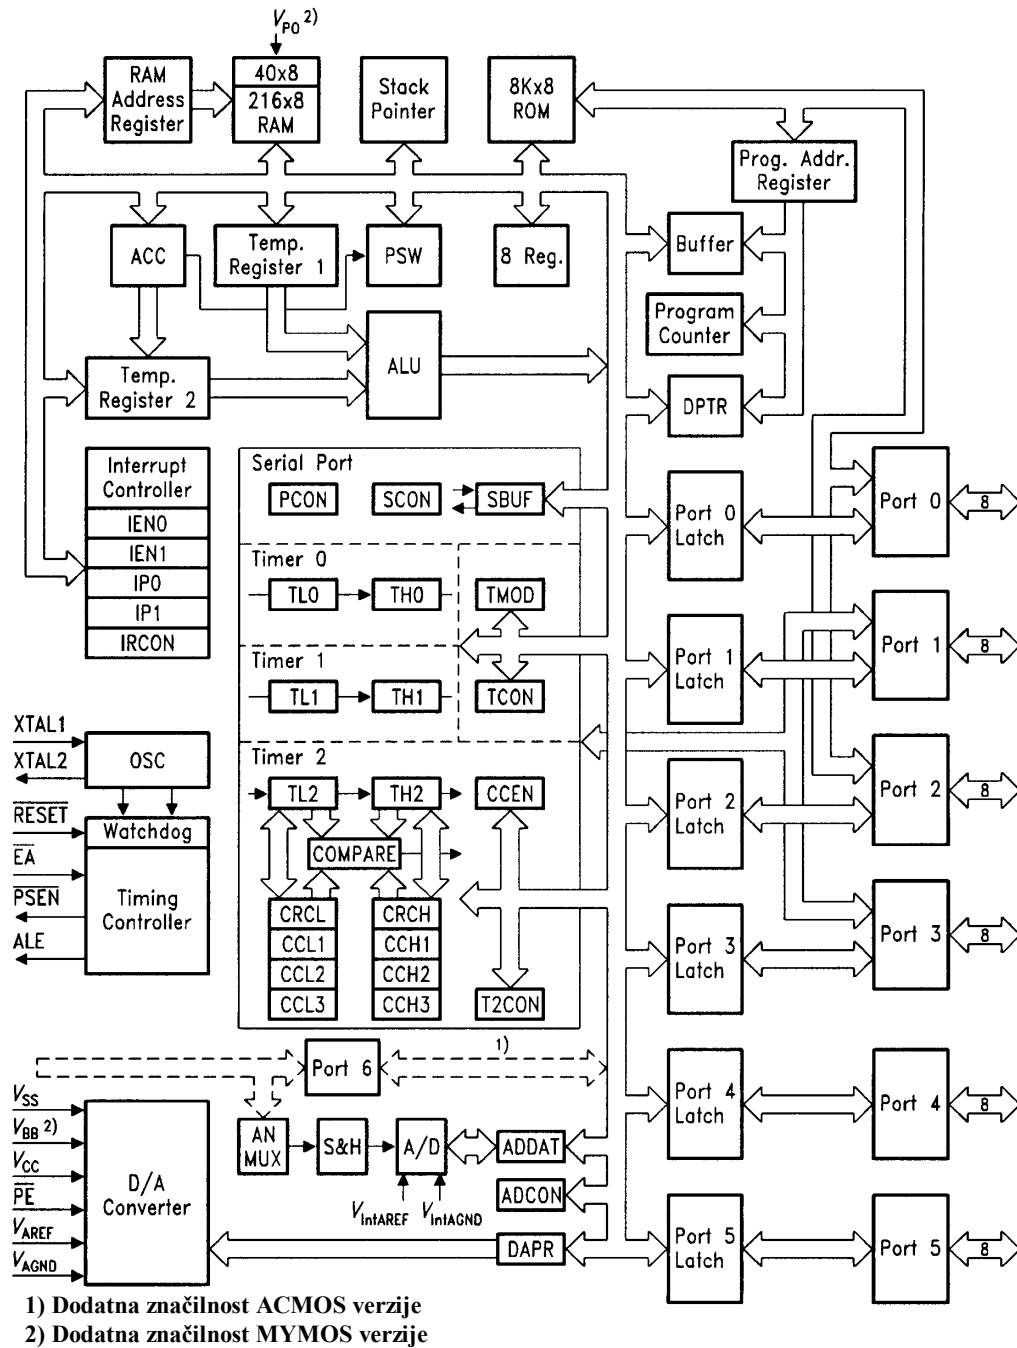 V_PO 2)
RAM
Address
Register
40x8
216x8
RAM
Stack
Pointer
8Kx8
ROM
Prog. Addr.
Register
ACC
Temp.
Register 1
PSW
8 Reg.
Buffer
Program
Counter
Temp.
Register 2
ALU
DPTR
Interrupt
Controller
IEN0
IEN1
IP0
IP1
IRCON
Serial Port
PCON
SCON
SBUF
Timer 0
TL0
TH0
TMOD
Timer 1
TL1
TH1
TCON
Timer 2
TL2
TH2
CCEN
COMPARE
CRCL
CCL1
CCL2
CCL3
CRCH
CCH1
CCH2
CCH3
T2CON
Port 0
Latch
Port 0
8
Port 1
Latch
Port 1
8
Port 2
Latch
Port 2
8
Port 3
Latch
Port 3
8
Port 4
Latch
Port 4
8
Port 5
Latch
Port 5
8
XTAL1
XTAL2
OSC
RESET
EA
PSEN
ALE
Watchdog
Timing
Controller
Port 6
1)
V_SS
V_BB 2)
V_CC
PE
V_AREF
V_AGND
D/A
Converter
AN
MUX
S&H
A/D
V_IntAREF
V_IntAGND
ADDAT
ADCON
DAPR
1) Dodatna značilnost ACMOS verzije
2) Dodatna značilnost MYMOS verzije